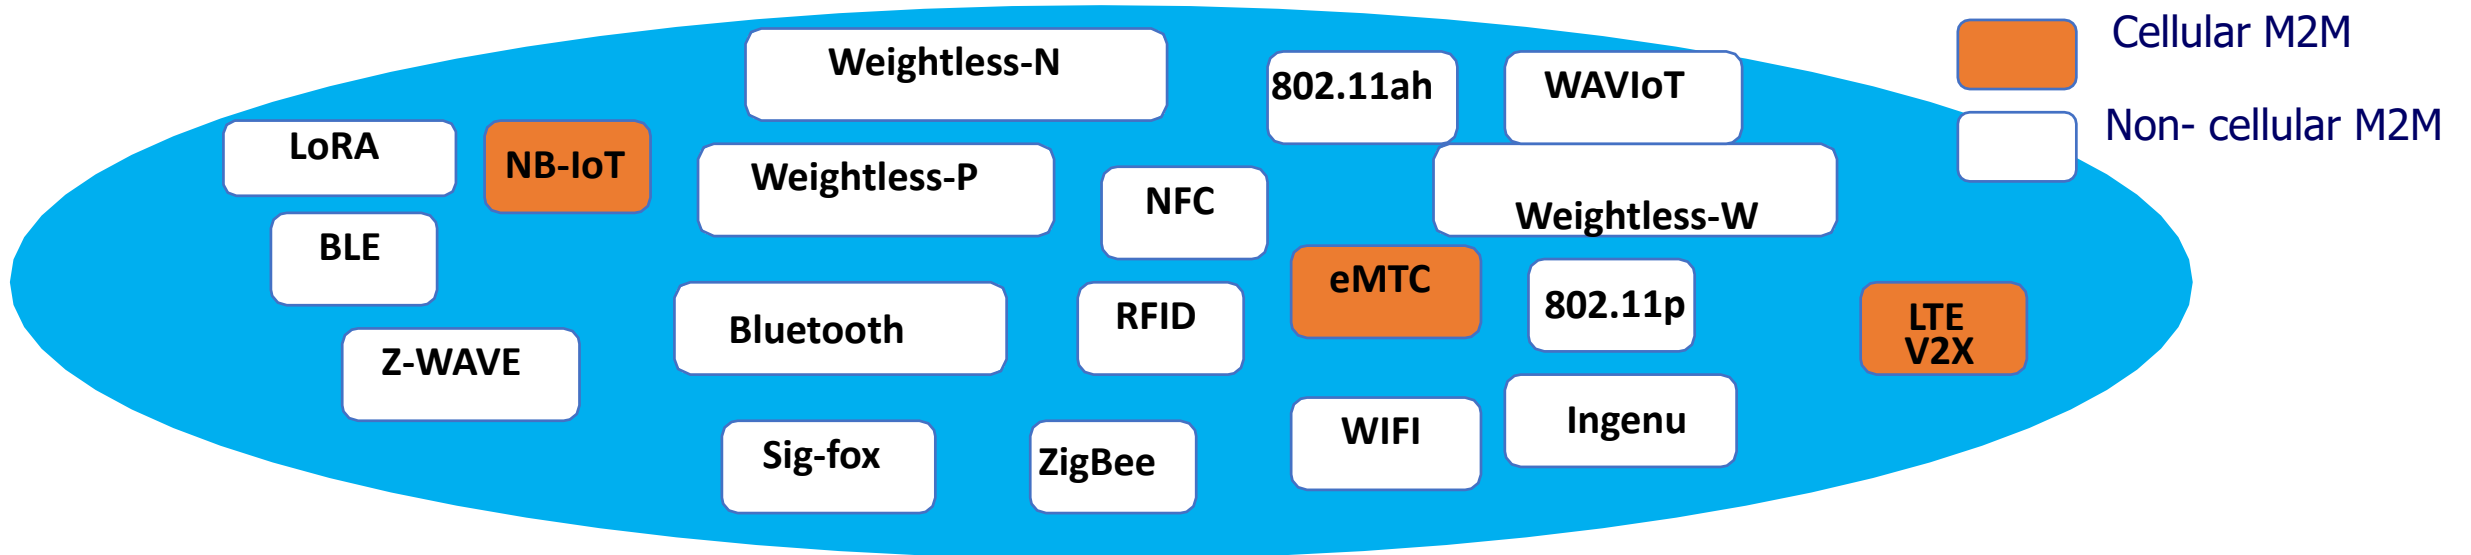 Cellular M2M
Weightless-N
802.11ah
WAVIoT
Non- cellular M2M
LoRA
NB-IoT
Weightless-P
NFC
Weightless-W
BLE
eMTC
802.11p
Bluetooth
RFID
LTE
V2X
Z-WAVE
WIFI
Ingenu
Sig-fox
ZigBee